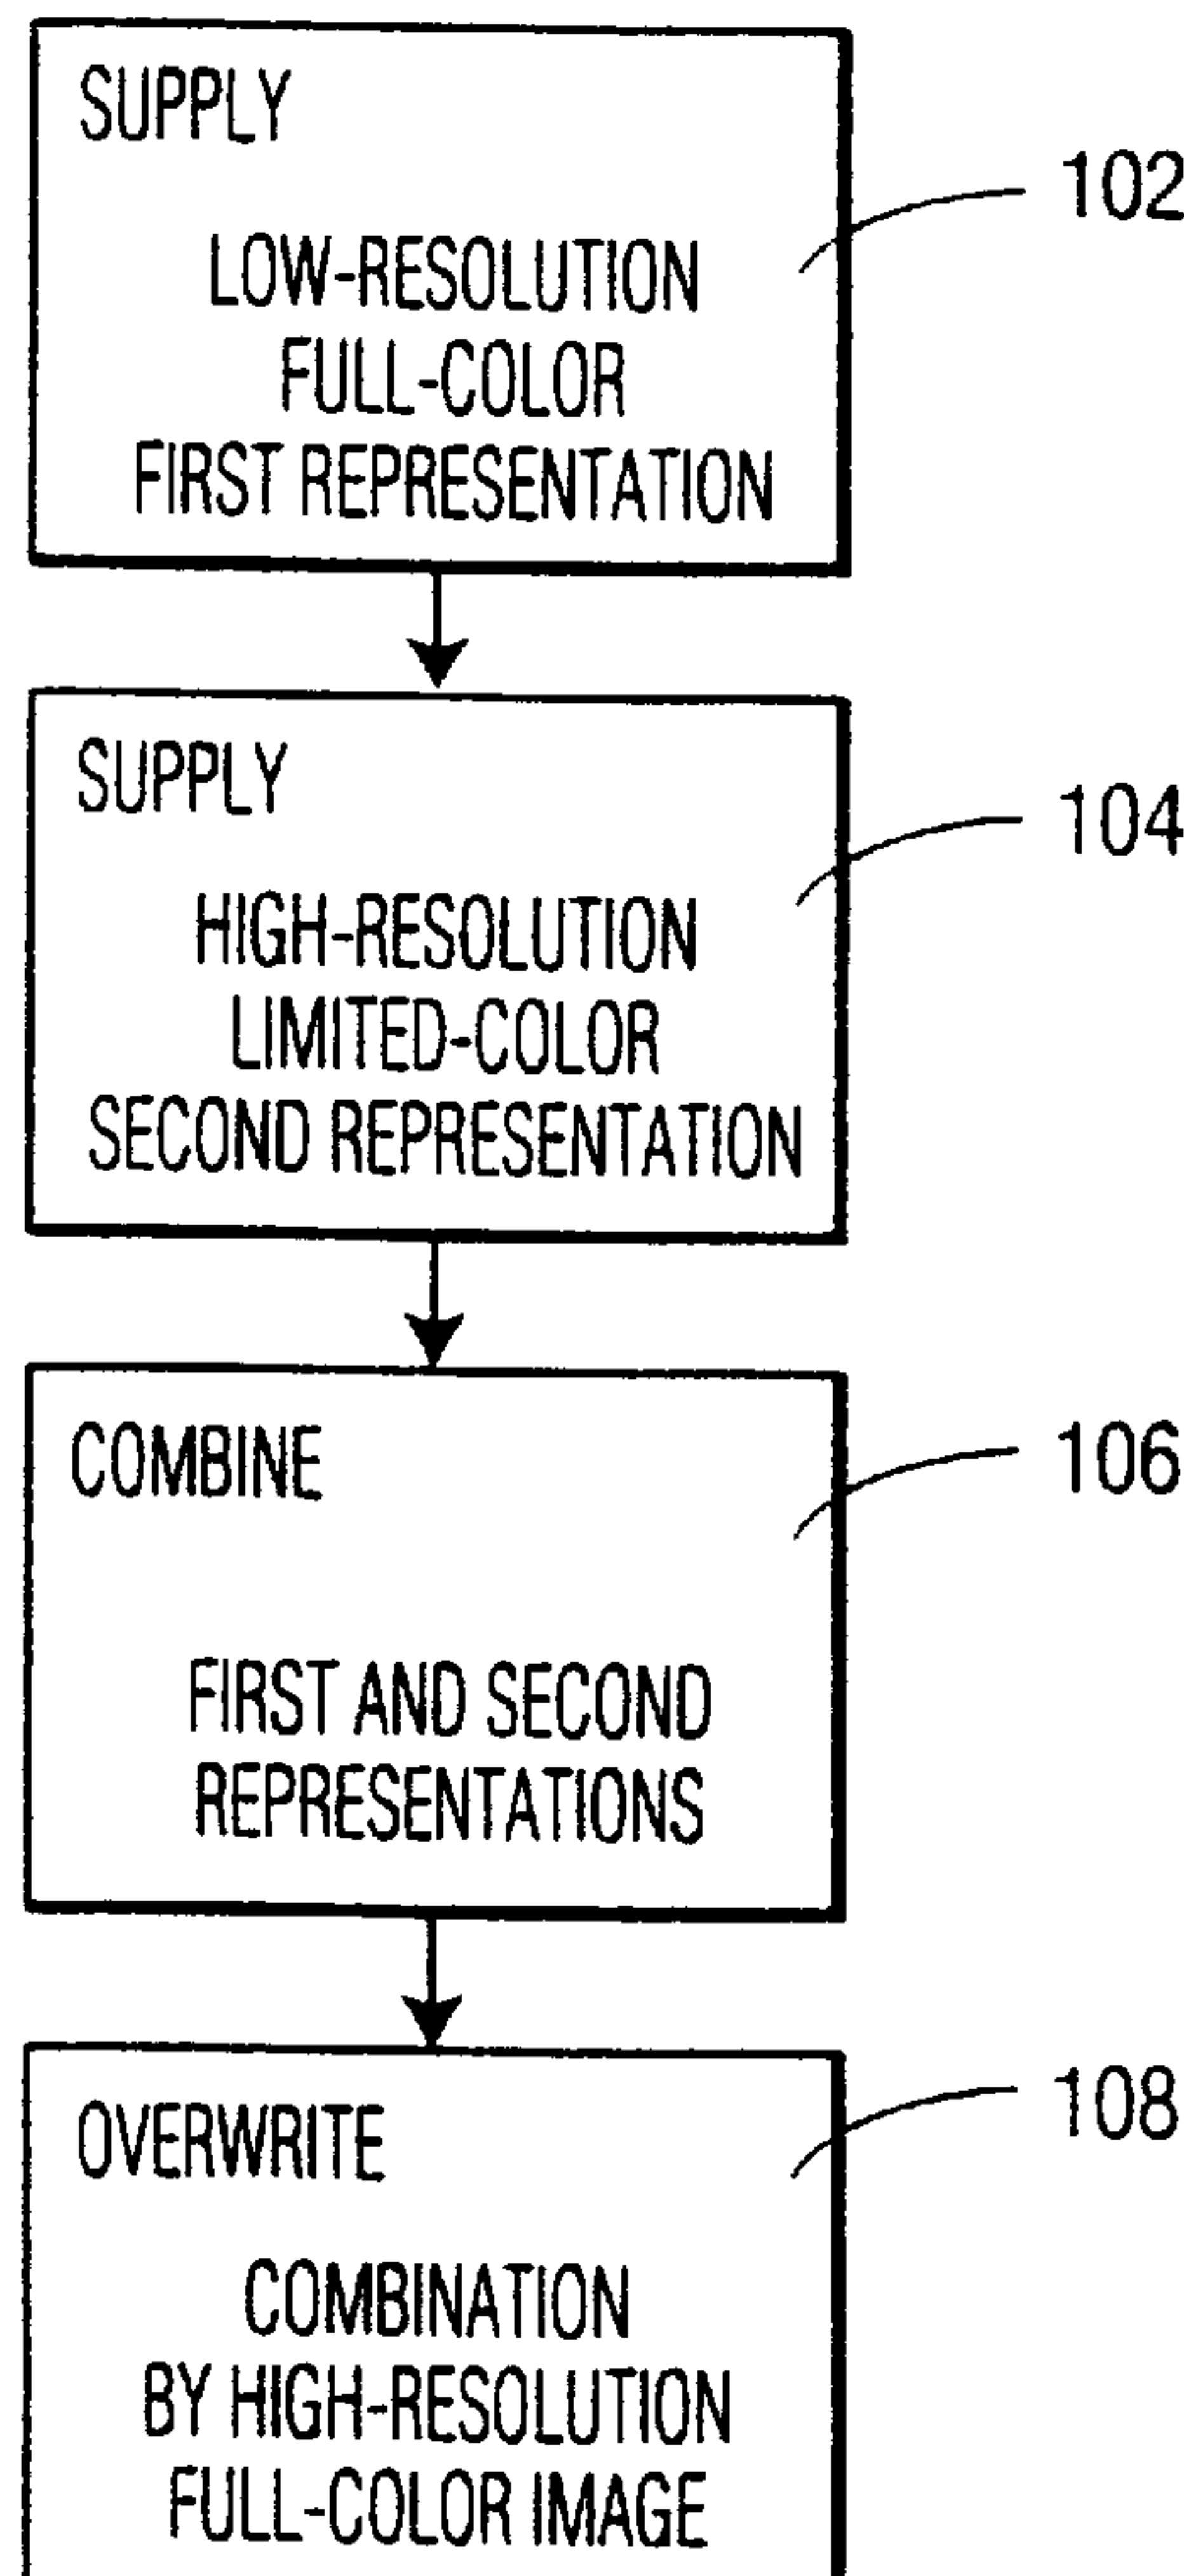 SUPPLY
102
LOW-RESOLUTION
FULL-COLOR
FIRST REPRESENTATION
SUPPLY
104
HIGH-RESOLUTION
LIMITED-COLOR
SECOND REPRESENTATION
COMBINE
106
FIRST AND SECOND
REPRESENTATIONS
OVERWRITE
108
COMBINATION
BY HIGH-RESOLUTION
FULL-COLOR IMAGE